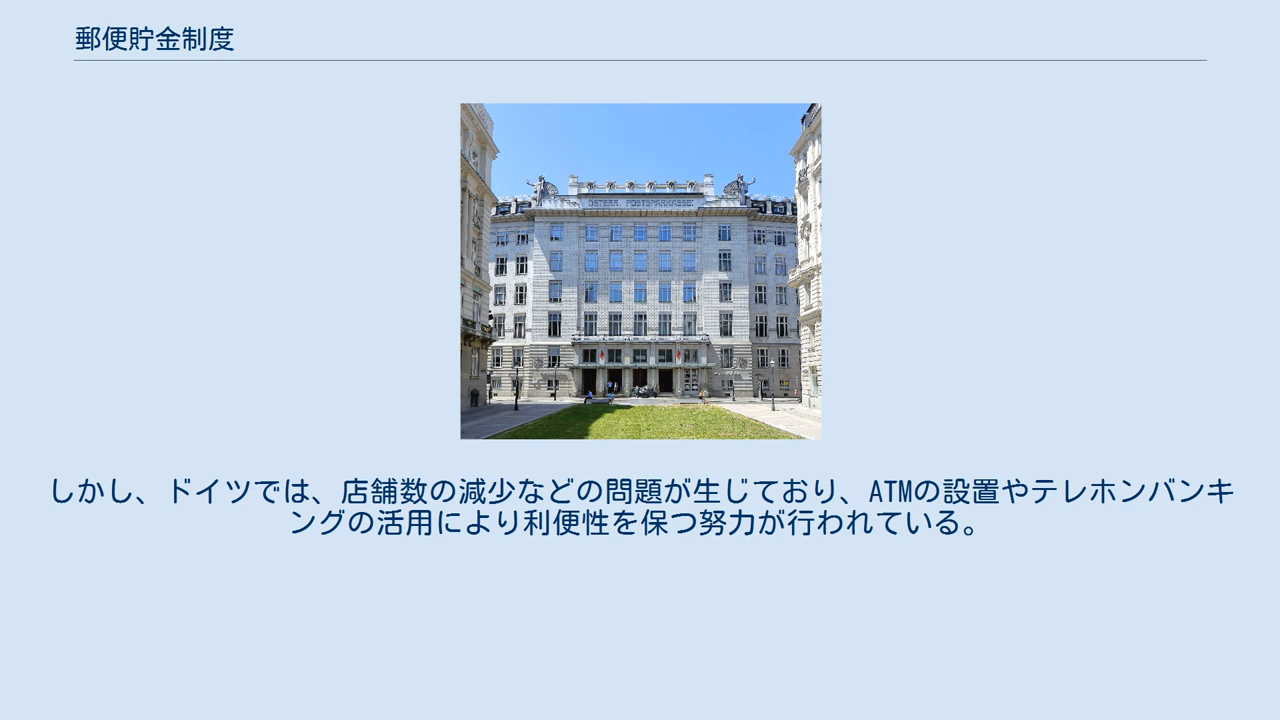 郵便貯金制度
ÖSTERR. POSTSPARKASSE
しかし、ドイツでは、店舗数の減少などの問題が生じており、ATMの設置やテレホンバンキ
ングの活用により利便性を保つ努力が行われている。